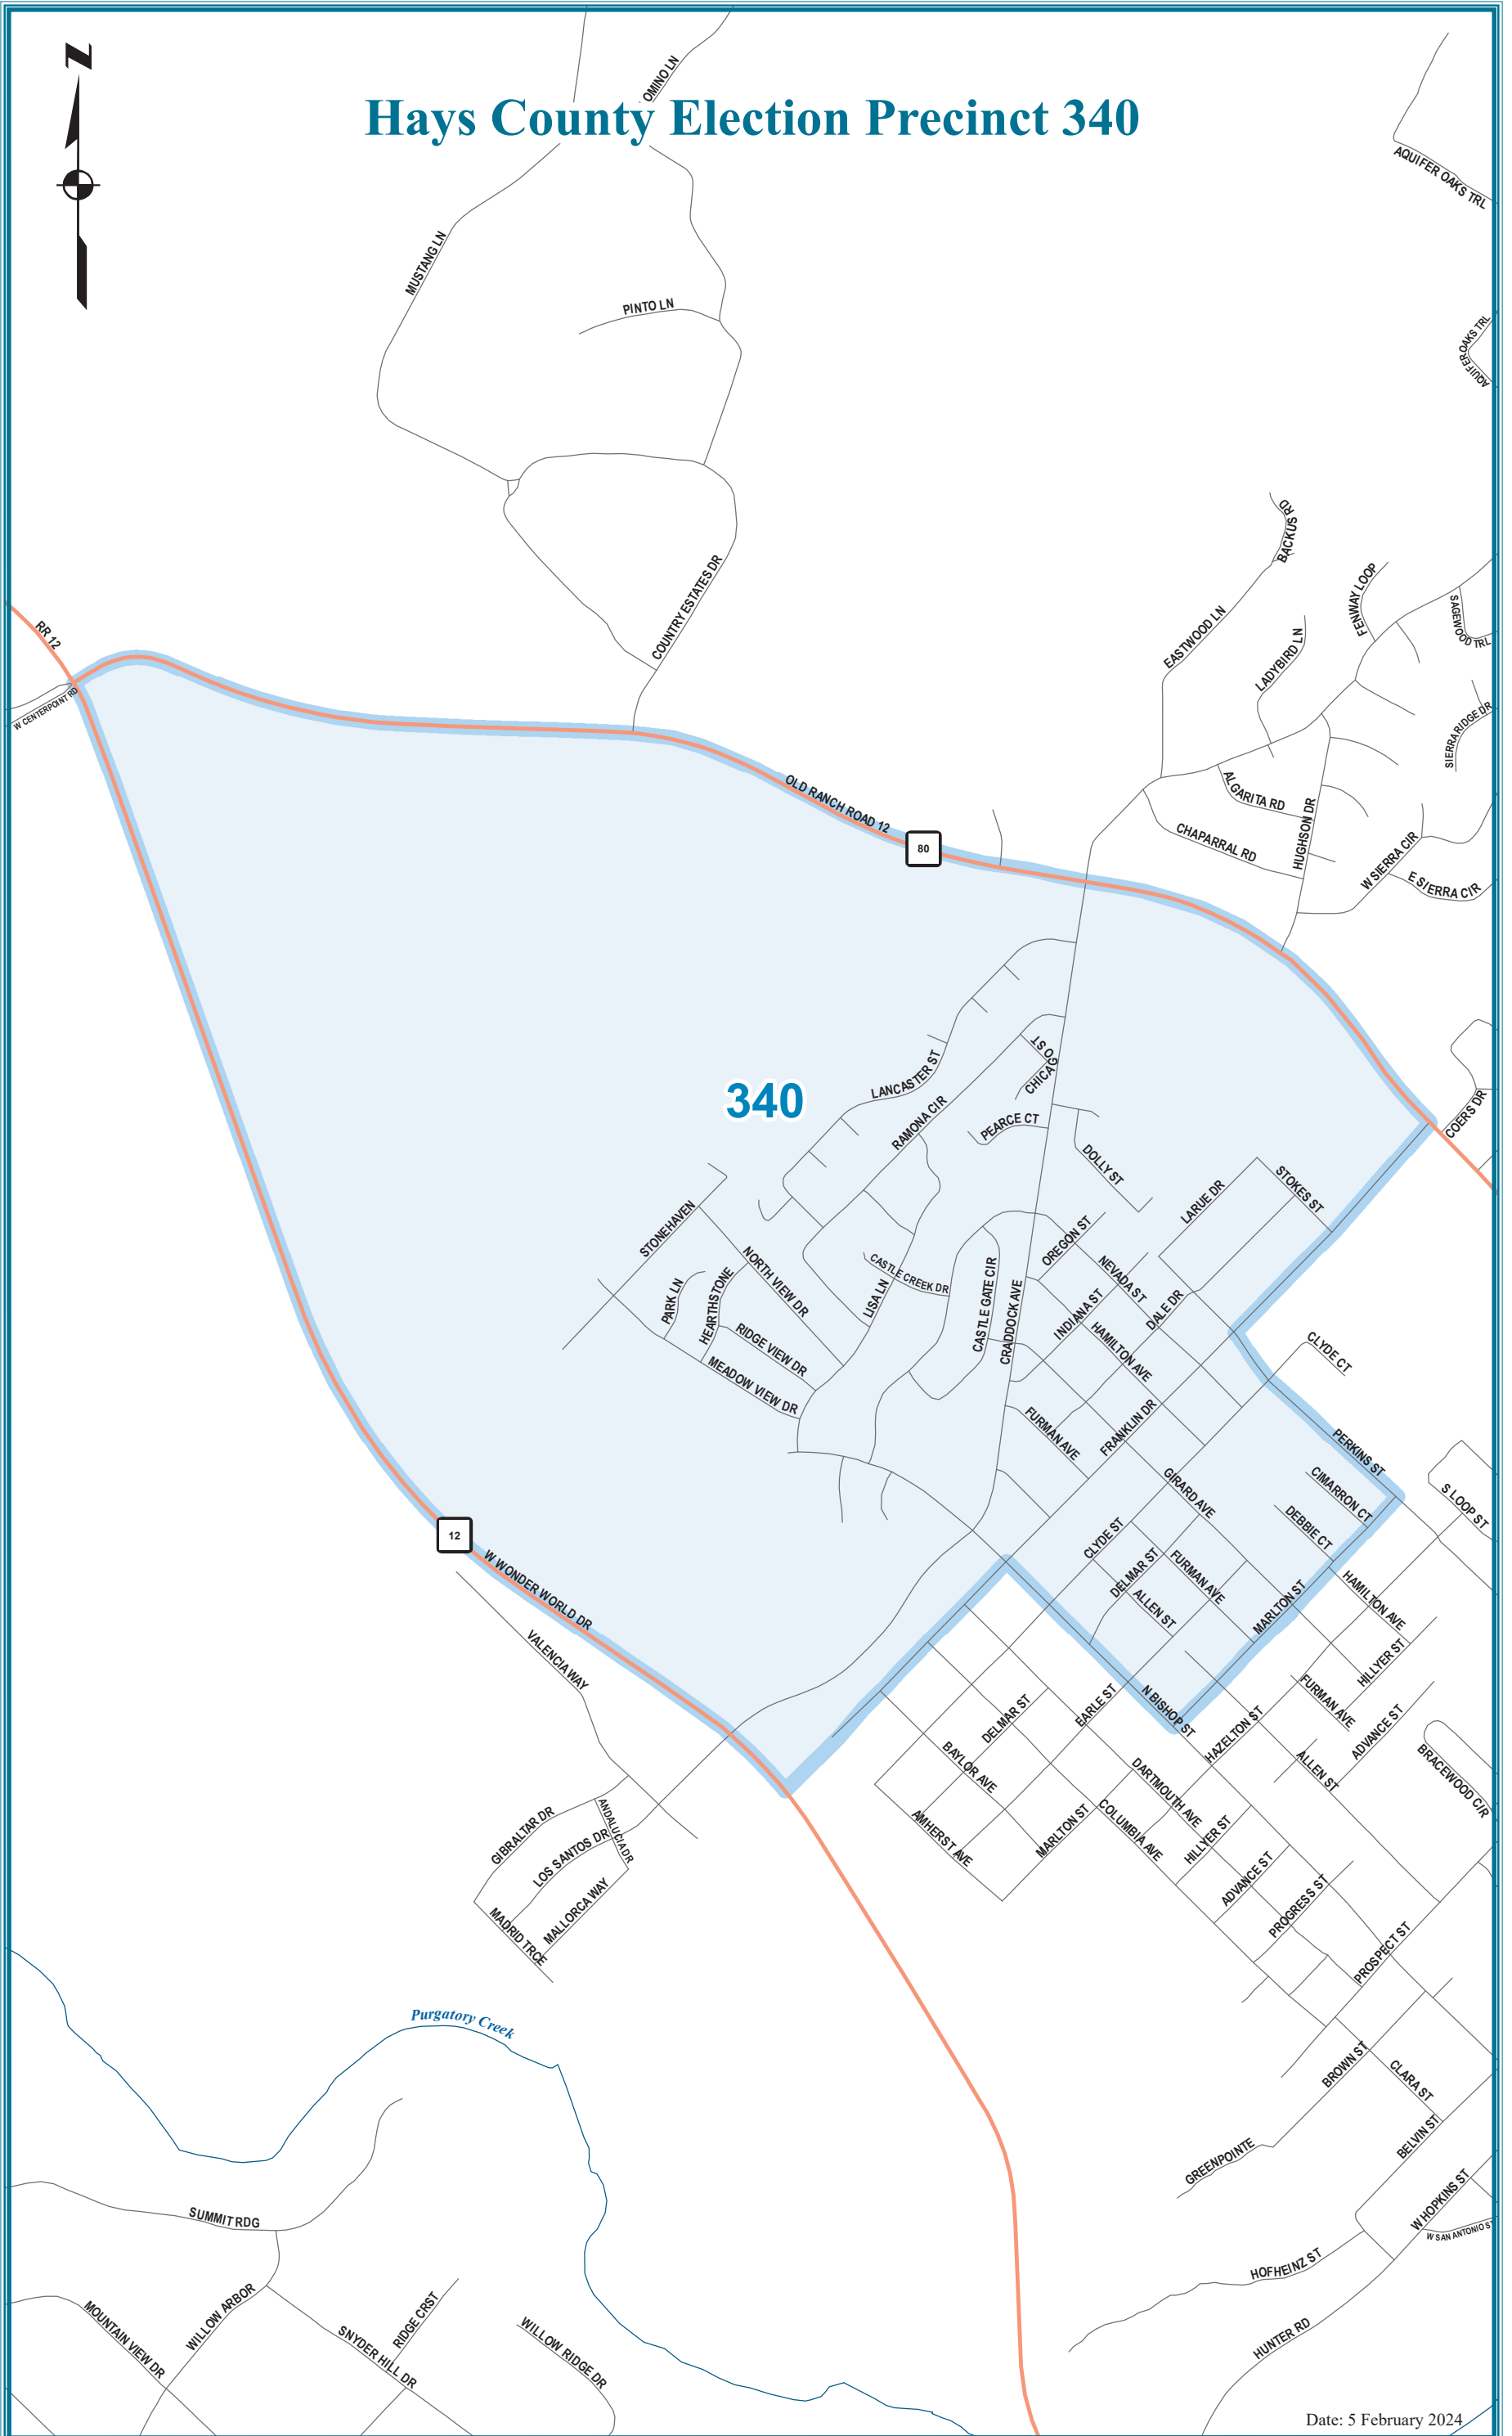 N
OMINO LN
Hays County Election Precinct 340
AQUIFER OAKS TRL
MUSTANG LN
PINTO LN
AQUIFER OAKS TRL
BACKUS RD
COUNTRY ESTATES DR
FENWAY LOOP
SAGEWOOD TRL
EASTWOOD LN
LADYBIRD LN
RR 12
W CENTERPOINT RD
SIERRA RIDGE DR
OLD RANCH ROAD 12
80
ALGARITA RD
HUGHSON DR
CHAPARRAL RD
W SIERRA CIR
E SIERRA CIR
LANCASTER ST
CHICAGO ST
340
RAMONA CIR
PEARCE CT
COERS DR
DOLLY ST
LARUE DR
STOKES ST
STONEHAVEN
OREGON ST
NORTH VIEW DR
CASTLE CREEK DR
NEVADA ST
PARK LN
HEARTHSTONE
LISA LN
CASTLE GATE CIR
CRADDOCK AVE
INDIANA ST
DALE DR
RIDGE VIEW DR
HAMILTON AVE
CLYDE CT
MEADOW VIEW DR
FURMAN AVE
FRANKLIN DR
PERKINS ST
GIRARD AVE
CIMARRON CT
S LOOP ST
DEBBIE CT
12
CLYDE ST
W WONDER WORLD DR
DELMAR ST
FURMAN AVE
ALLEN ST
MARLTON ST
HAMILTON AVE
VALENCIA WAY
HILLYER ST
N BISHOP ST
EARLE ST
FURMAN AVE
DELMAR ST
HAZELTON ST
ADVANCE ST
BAYLOR AVE
ALLEN ST
BRACEWOOD CIR
DARTMOUTH AVE
GIBRALTAR DR
ANDALUCIA DR
LOS SANTOS DR
AMHERST AVE
MARLTON ST
COLUMBIA AVE
HILLYER ST
MALLORCA WAY
ADVANCE ST
PROGRESS ST
MADRID TRCE
PROSPECT ST
Purgatory Creek
BROWN ST
CLARA ST
BELVIN ST
GREENPOINTE
W HOPKINS ST
W SAN ANTONIO ST
SUMMIT RDG
HOFHEINZ ST
WILLOW ARBOR
RIDGE CRST
MOUNTAIN VIEW DR
SNYDER HILL DR
WILLOW RIDGE DR
HUNTER RD
Date: 5 February 2024